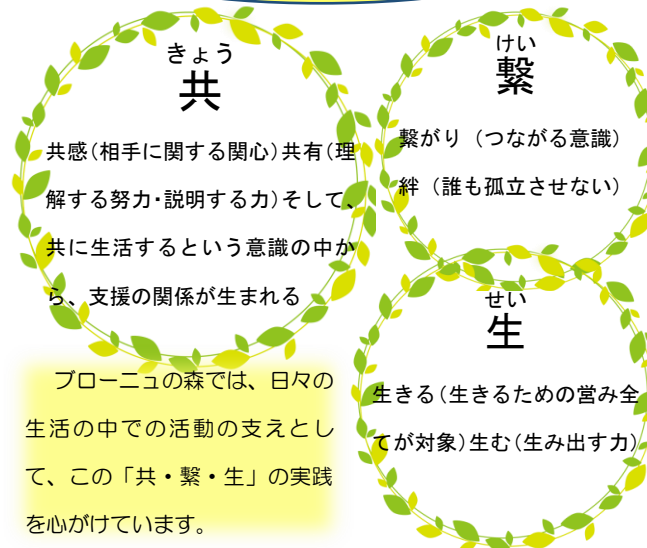 きょう
共
共感(相手に関する関心)共有(理
解する努力・説明する力)そして、
共に生活するという意識の中か
ら、支援の関係が生まれる
けい
繋
繋がり（つながる意識）
絆（誰も孤立させない）
せい
生
生きる(生きるための営み全
てが対象)生む(生み出す力)
ブローニュの森では、日々の
生活の中での活動の支えとし
て、この「共・繋・生」の実践
を心がけています。